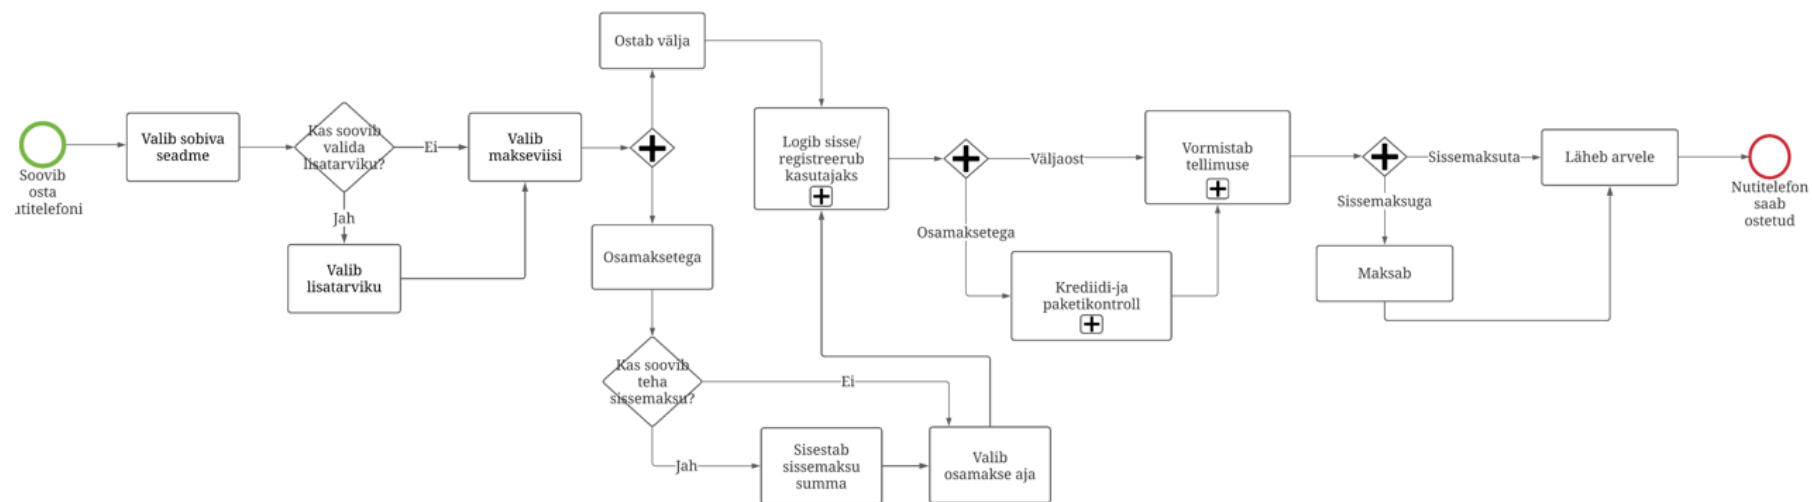 Soovib
osta
utitelefoni
Valib sobiva
seadme
Kas soovib
valida
lisatarviku?
Ei
Jah
Valib
lisatarviku
Valib
makseviisi
Ostab välja
Osamaksetega
Kas soovib
teha
sissemaksu?
Ei
Jah
Sisestab
sissemaksu
summa
Valib
osamakse aja
Logib sisse/
registreerub
kasutajaks
Väljaost
Osamaksetega
Krediidi-ja
paketikontroll
Vormistab
tellimuse
Sissemaksuta
Sissemaksuga
Maksab
Läheb arvele
Nutitelefon
saab
ostetud